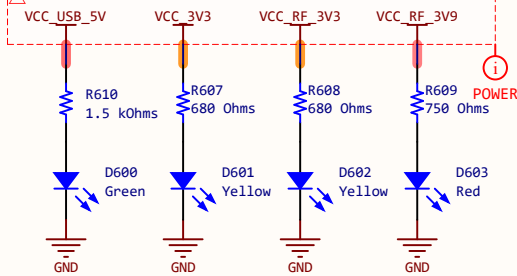 VCC_USB_5V
VCC_3V3
VCC_RF_3V3
VCC_RF_3V9
i
POWER
R610
1.5 kOhms
R607
680 Ohms
R608
680 Ohms
R609
750 Ohms
D600
Green
D601
Yellow
D602
Yellow
D603
Red
GND
GND
GND
GND